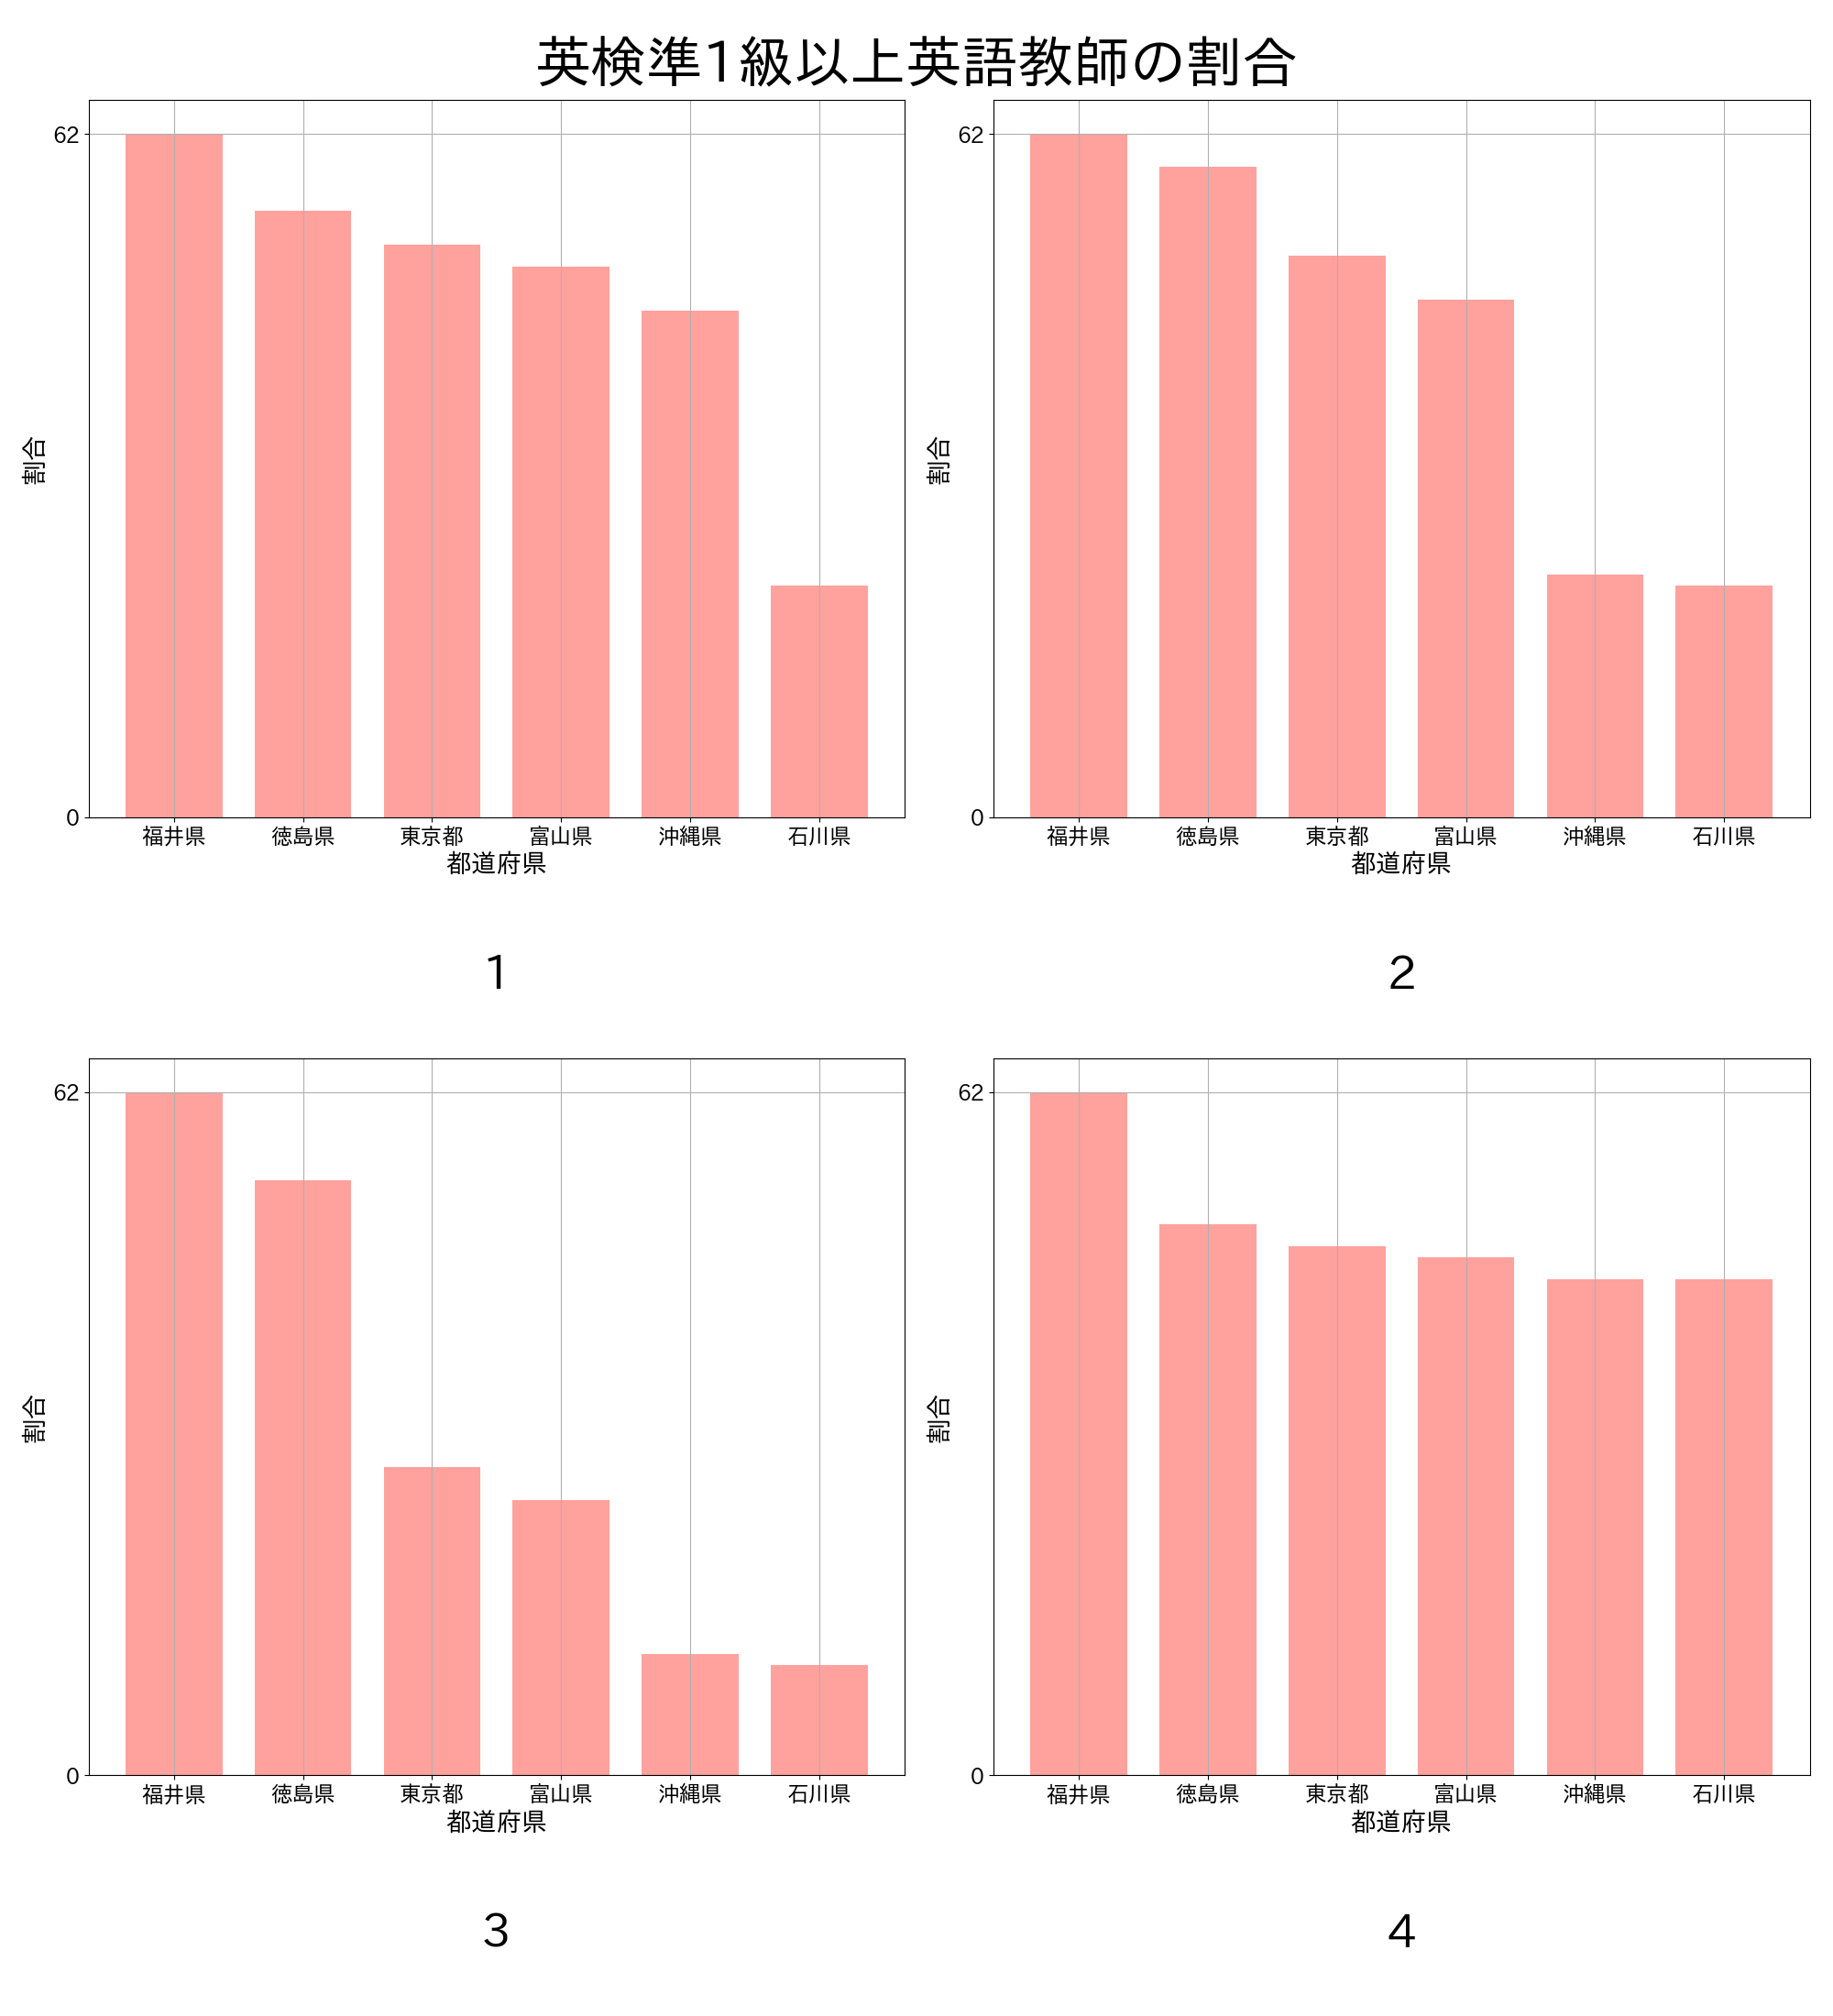 英検準1級以上英語教師の割合
62
0
割合
福井県 徳島県 東京都 富山県 沖縄県 石川県
都道府県
1
62
0
割合
福井県 徳島県 東京都 富山県 沖縄県 石川県
都道府県
2
62
0
割合
福井県 徳島県 東京都 富山県 沖縄県 石川県
都道府県
3
62
0
割合
福井県 徳島県 東京都 富山県 沖縄県 石川県
都道府県
4